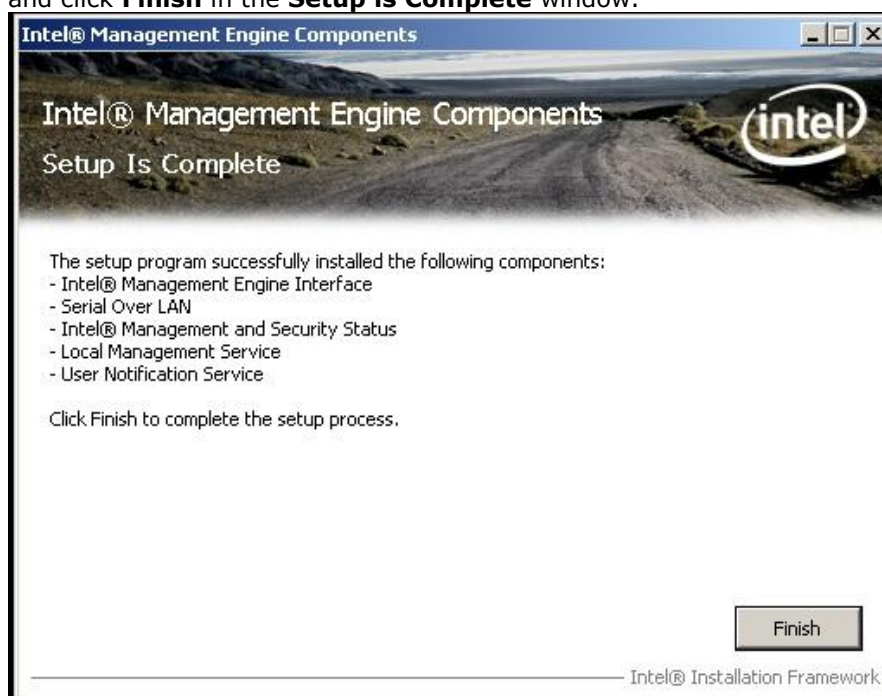 and click Finish in the Setup is Complete window.
Intel® Management Engine Components
Intel® Management Engine Components
intel
Setup Is Complete
The setup program successfully installed the following components:
- Intel® Management Engine Interface
- Serial Over LAN
- Intel® Management and Security Status
- Local Management Service
- User Notification Service
Click Finish to complete the setup process.
Finish
Intel® Installation Framework